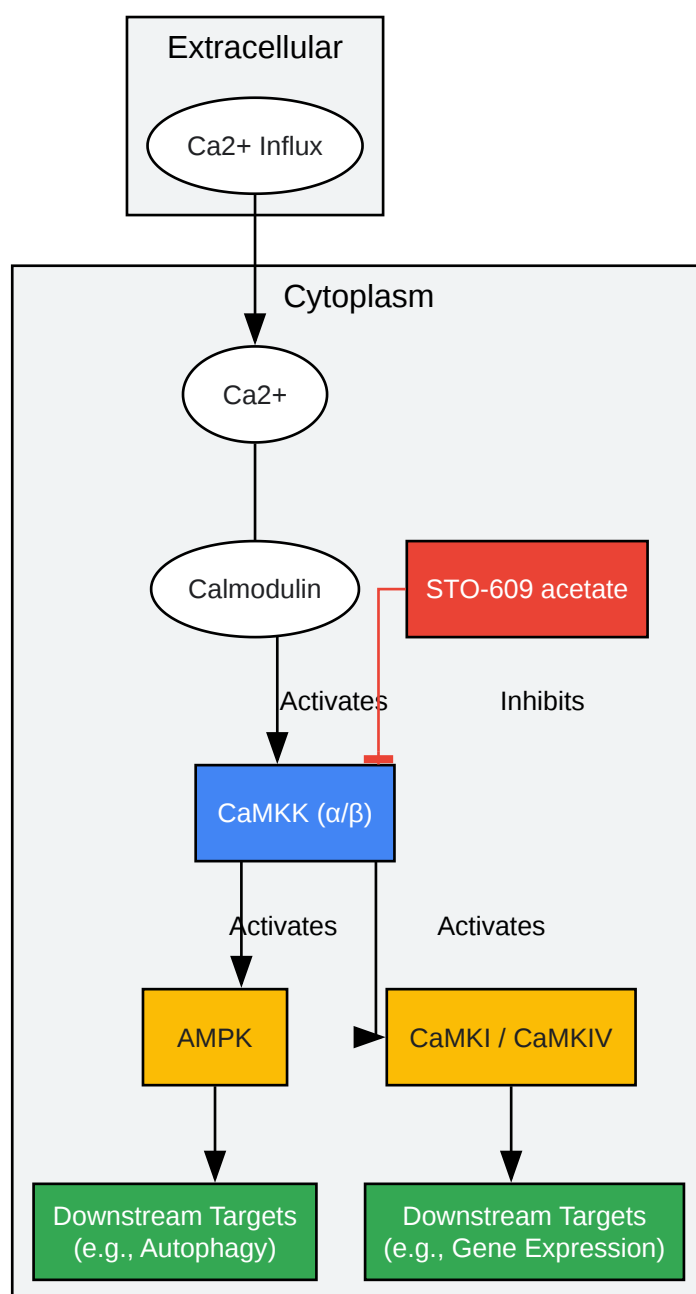 Extracellular
Ca2+ Influx
Cytoplasm
Ca2+
Calmodulin
STO-609 acetate
Activates
Inhibits
CaMKK (α/β)
Activates
Activates
AMPK
CaMKI / CaMKIV
Downstream Targets
(e.g., Autophagy)
Downstream Targets
(e.g., Gene Expression)